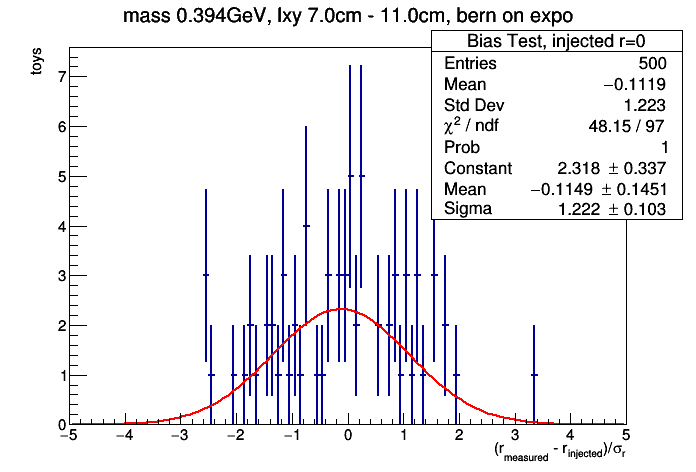 mass 0.394GeV, lxy 7.0cm - 11.0cm, bern on expo
Bias Test, injected r=0
Entries 500
Mean −0.1119
Std Dev 1.223
χ² / ndf 48.15 / 97
Prob 1
Constant 2.318 ± 0.337
Mean −0.1149 ± 0.1451
Sigma 1.222 ± 0.103
toys
7
6
5
4
3
2
1
0
−5 −4 −3 −2 −1 0 1 2 3 4 5
(r_measured - r_injected)/σ_r